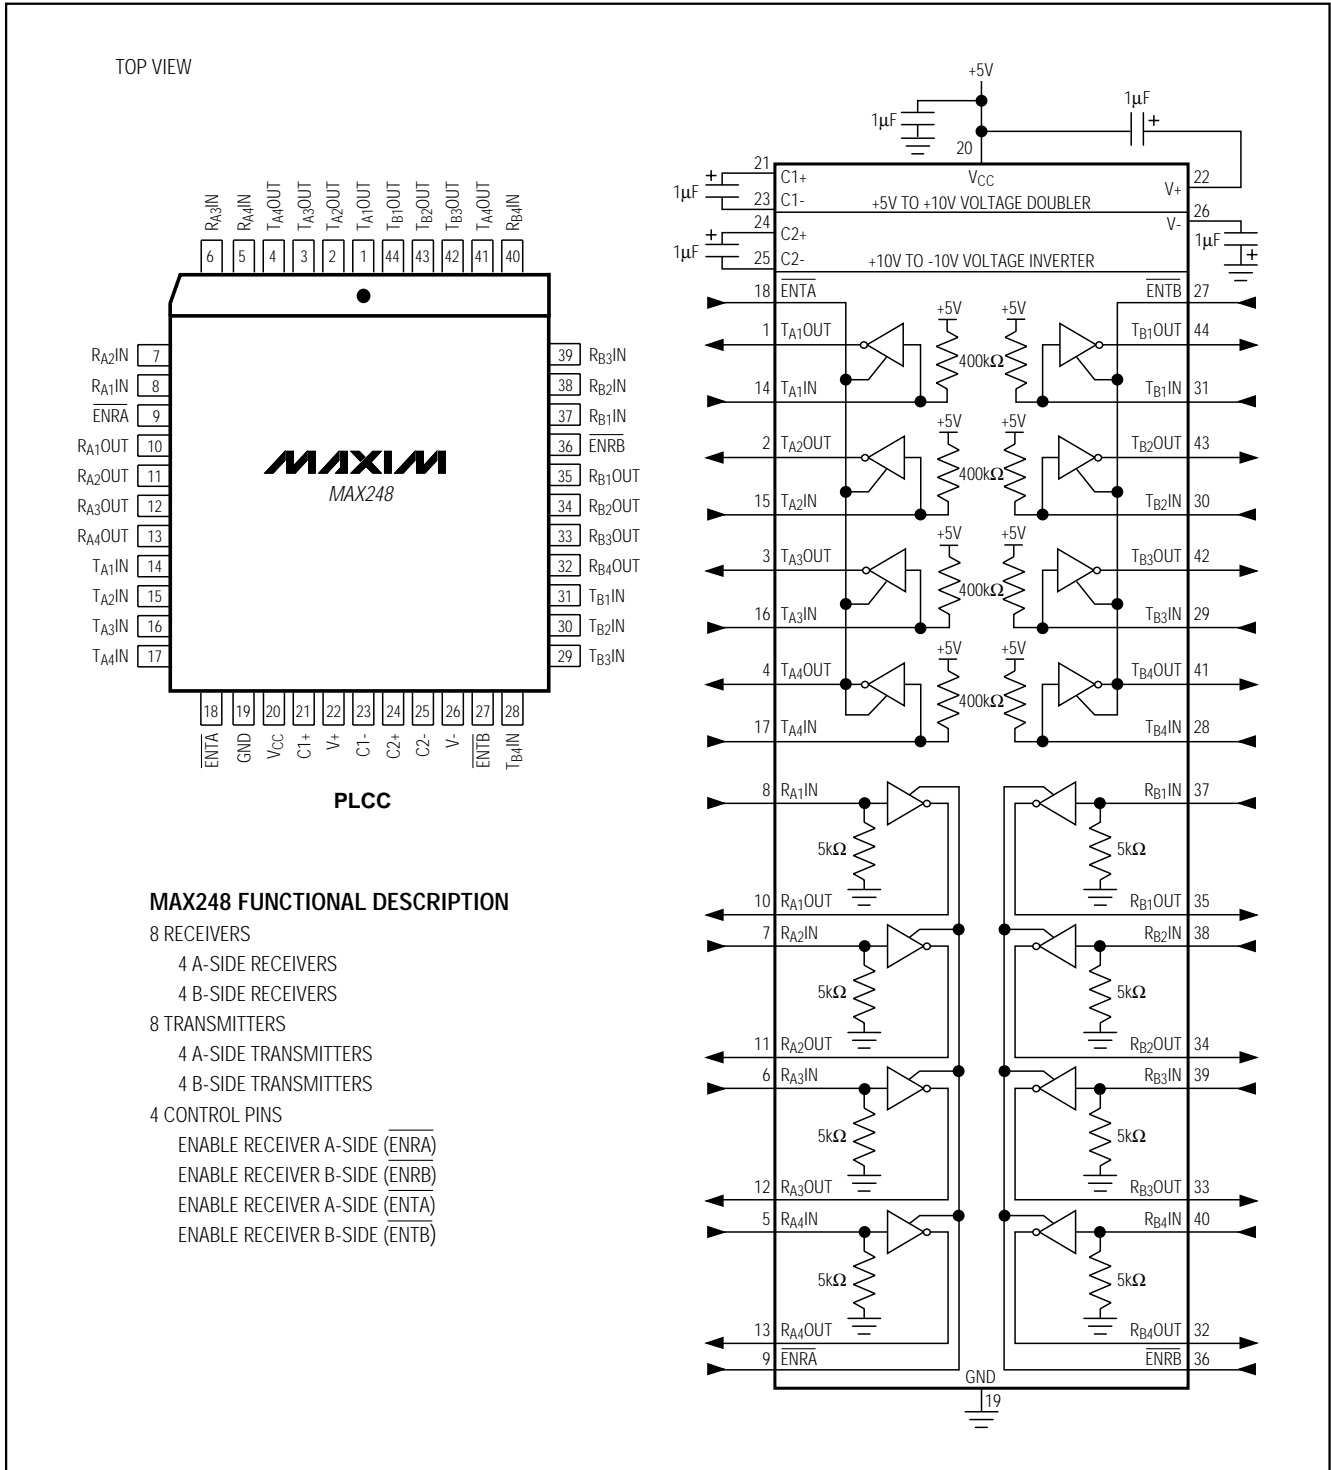 TOP VIEW
RA3IN
RA4IN
TA4OUT
TA3OUT
TA2OUT
TA1OUT
TB1OUT
TB2OUT
TB3OUT
TA4OUT
RB4IN
6 5 4 3 2 1 44 43 42 41 40
RA2IN 7
RA1IN 8
ENRA 9
RA1OUT 10
RA2OUT 11
RA3OUT 12
RA4OUT 13
TA1IN 14
TA2IN 15
TA3IN 16
TA4IN 17
MAXIM
MAX248
39 RB3IN
38 RB2IN
37 RB1IN
36 ENRB
35 RB1OUT
34 RB2OUT
33 RB3OUT
32 RB4OUT
31 TB1IN
30 TB2IN
29 TB3IN
18 19 20 21 22 23 24 25 26 27 28
ENTA
GND
VCC
C1+
V+
C1-
C2+
C2-
V-
ENTB
TB4IN
PLCC
MAX248 FUNCTIONAL DESCRIPTION
8 RECEIVERS
4 A-SIDE RECEIVERS
4 B-SIDE RECEIVERS
8 TRANSMITTERS
4 A-SIDE TRANSMITTERS
4 B-SIDE TRANSMITTERS
4 CONTROL PINS
ENABLE RECEIVER A-SIDE (ENRA)
ENABLE RECEIVER B-SIDE (ENRB)
ENABLE RECEIVER A-SIDE (ENTA)
ENABLE RECEIVER B-SIDE (ENTB)
+5V
1µF
1µF +
20
21 C1+ VCC V+ 22
+ 1µF
23 C1- +5V TO +10V VOLTAGE DOUBLER
24 C2+ V- 26
+ 1µF
1µF +
25 C2- +10V TO -10V VOLTAGE INVERTER
18 ENTA ENTB 27
+5V +5V
1 TA1OUT TB1OUT 44
400kΩ
14 TA1IN TB1IN 31
+5V +5V
2 TA2OUT TB2OUT 43
400kΩ
15 TA2IN TB2IN 30
+5V +5V
3 TA3OUT TB3OUT 42
400kΩ
16 TA3IN TB3IN 29
+5V +5V
4 TA4OUT TB4OUT 41
400kΩ
17 TA4IN TB4IN 28
8 RA1IN RB1IN 37
5kΩ 5kΩ
10 RA1OUT RB1OUT 35
7 RA2IN RB2IN 38
5kΩ 5kΩ
11 RA2OUT RB2OUT 34
6 RA3IN RB3IN 39
5kΩ 5kΩ
12 RA3OUT RB3OUT 33
5 RA4IN RB4IN 40
5kΩ 5kΩ
13 RA4OUT RB4OUT 32
9 ENRA ENRB 36
GND
19